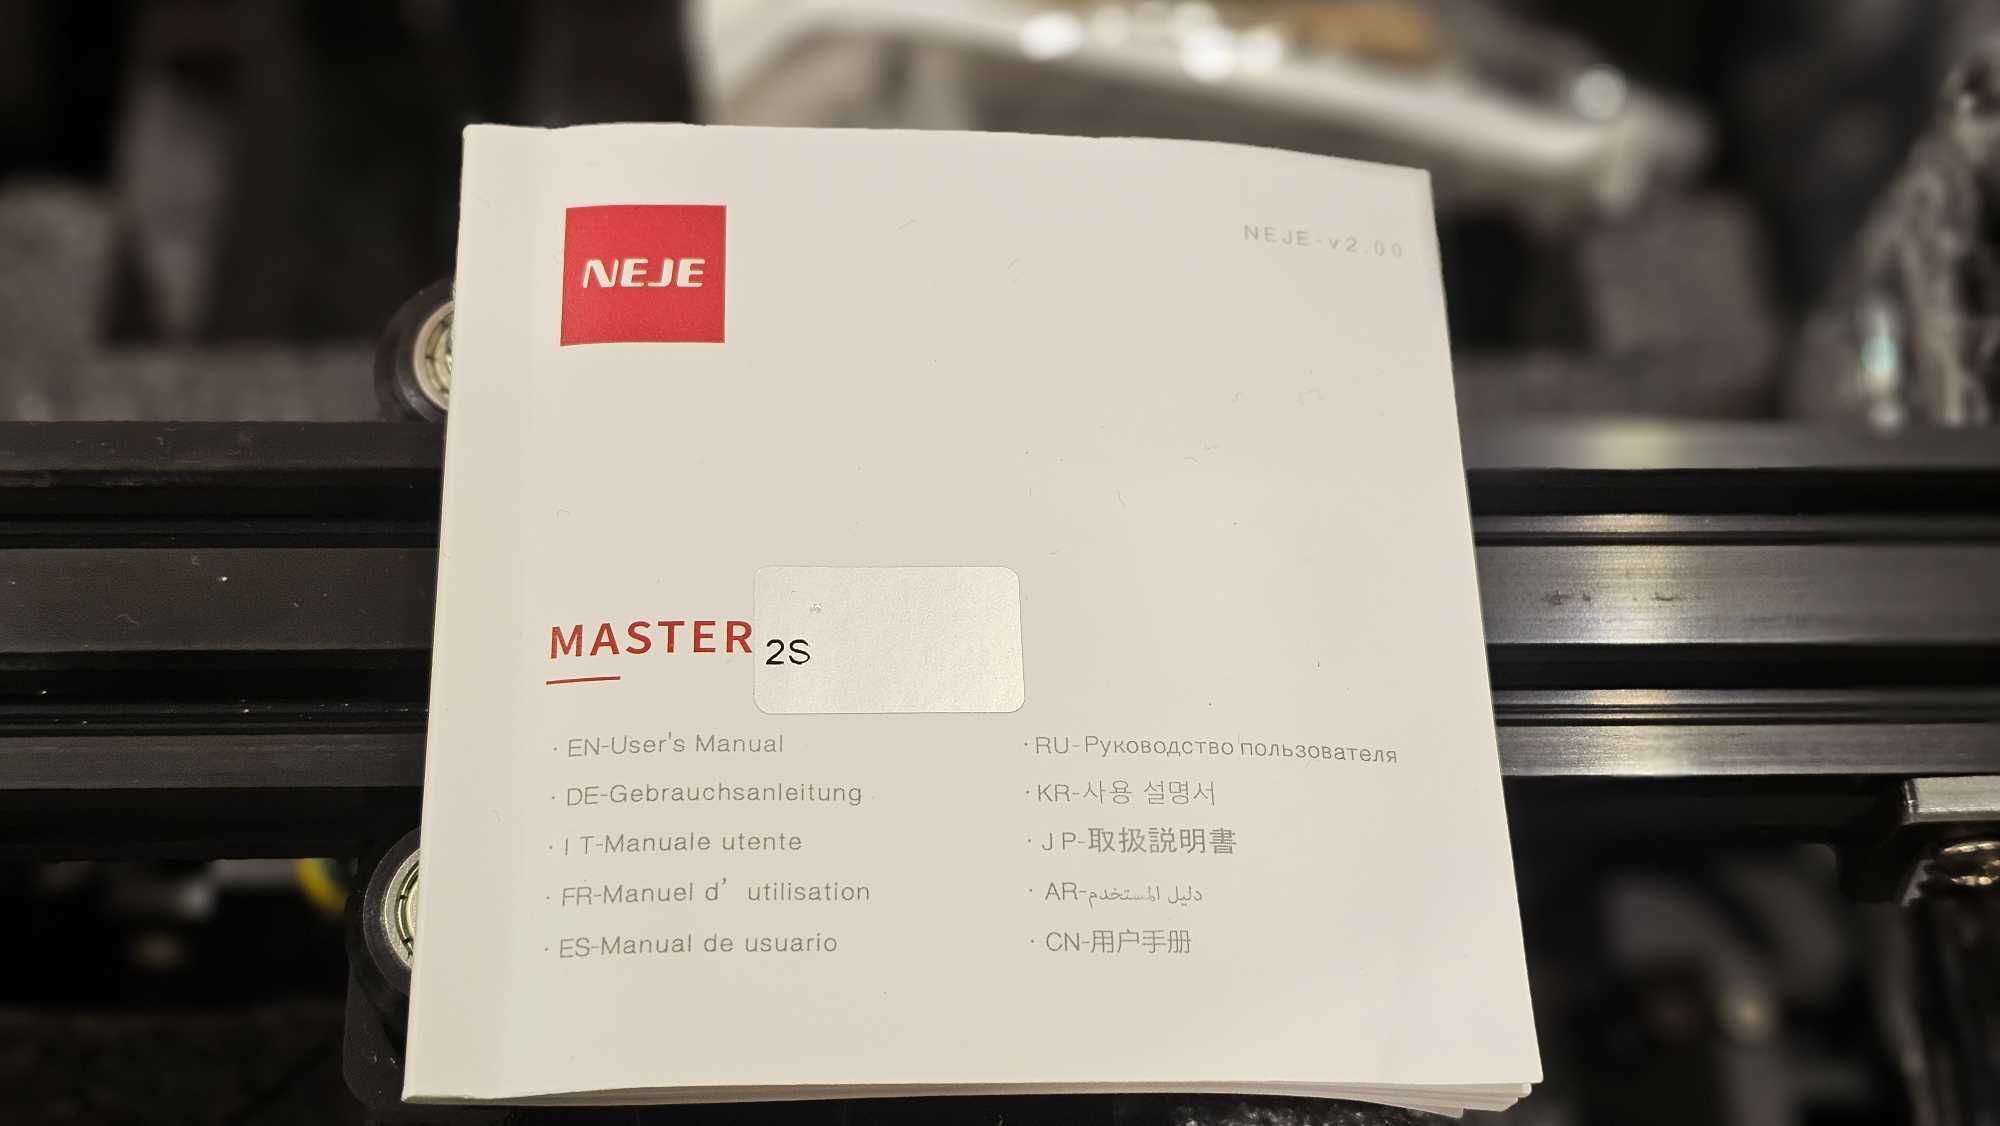 NEJE
NEJE-v2.00
MASTER 2S
· EN-User's Manual
· DE-Gebrauchsanleitung
· IT-Manuale utente
· FR-Manuel d’ utilisation
· ES-Manual de usuario
· RU-Руководство пользователя
· KR-사용 설명서
· JP-取扱説明書
· AR-دليل المستخدم
· CN-用户手册